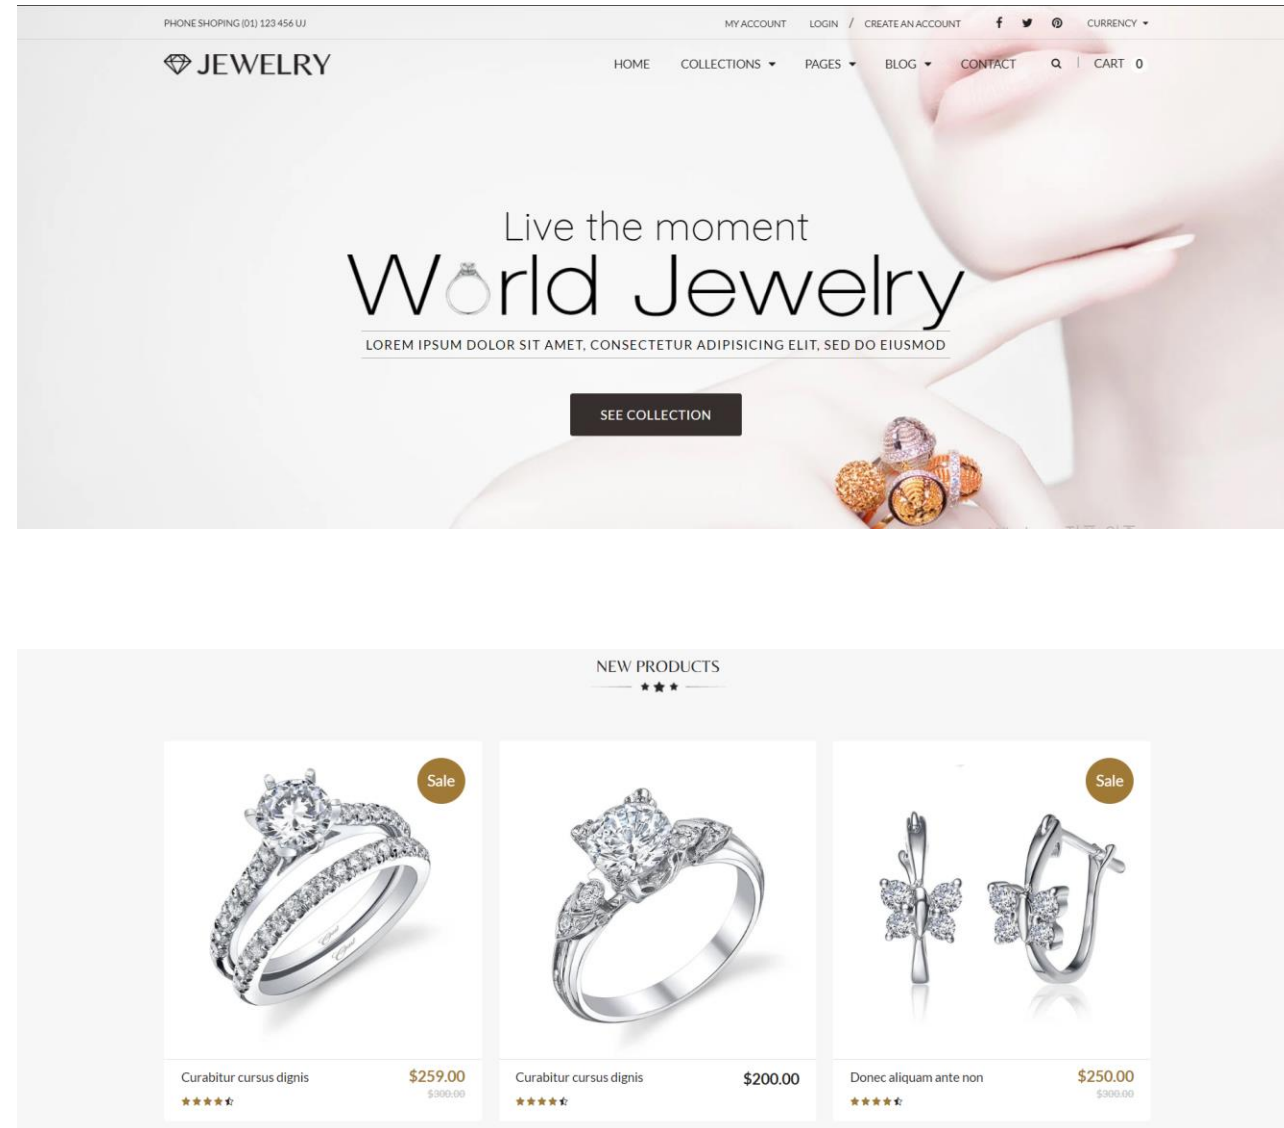 PHONE SHOPING (01) 123 456 UJ
MY ACCOUNT LOGIN / CREATE AN ACCOUNT CURRENCY
JEWELRY
HOME COLLECTIONS PAGES BLOG CONTACT CART 0
Live the moment
World Jewelry
LOREM IPSUM DOLOR SIT AMET, CONSECTETUR ADIPISICING ELIT, SED DO EIUSMOD
SEE COLLECTION
NEW PRODUCTS
Sale
Sale
Curabitur cursus dignis
$259.00
$300.00
Curabitur cursus dignis
$200.00
Donec aliquam ante non
$250.00
$300.00